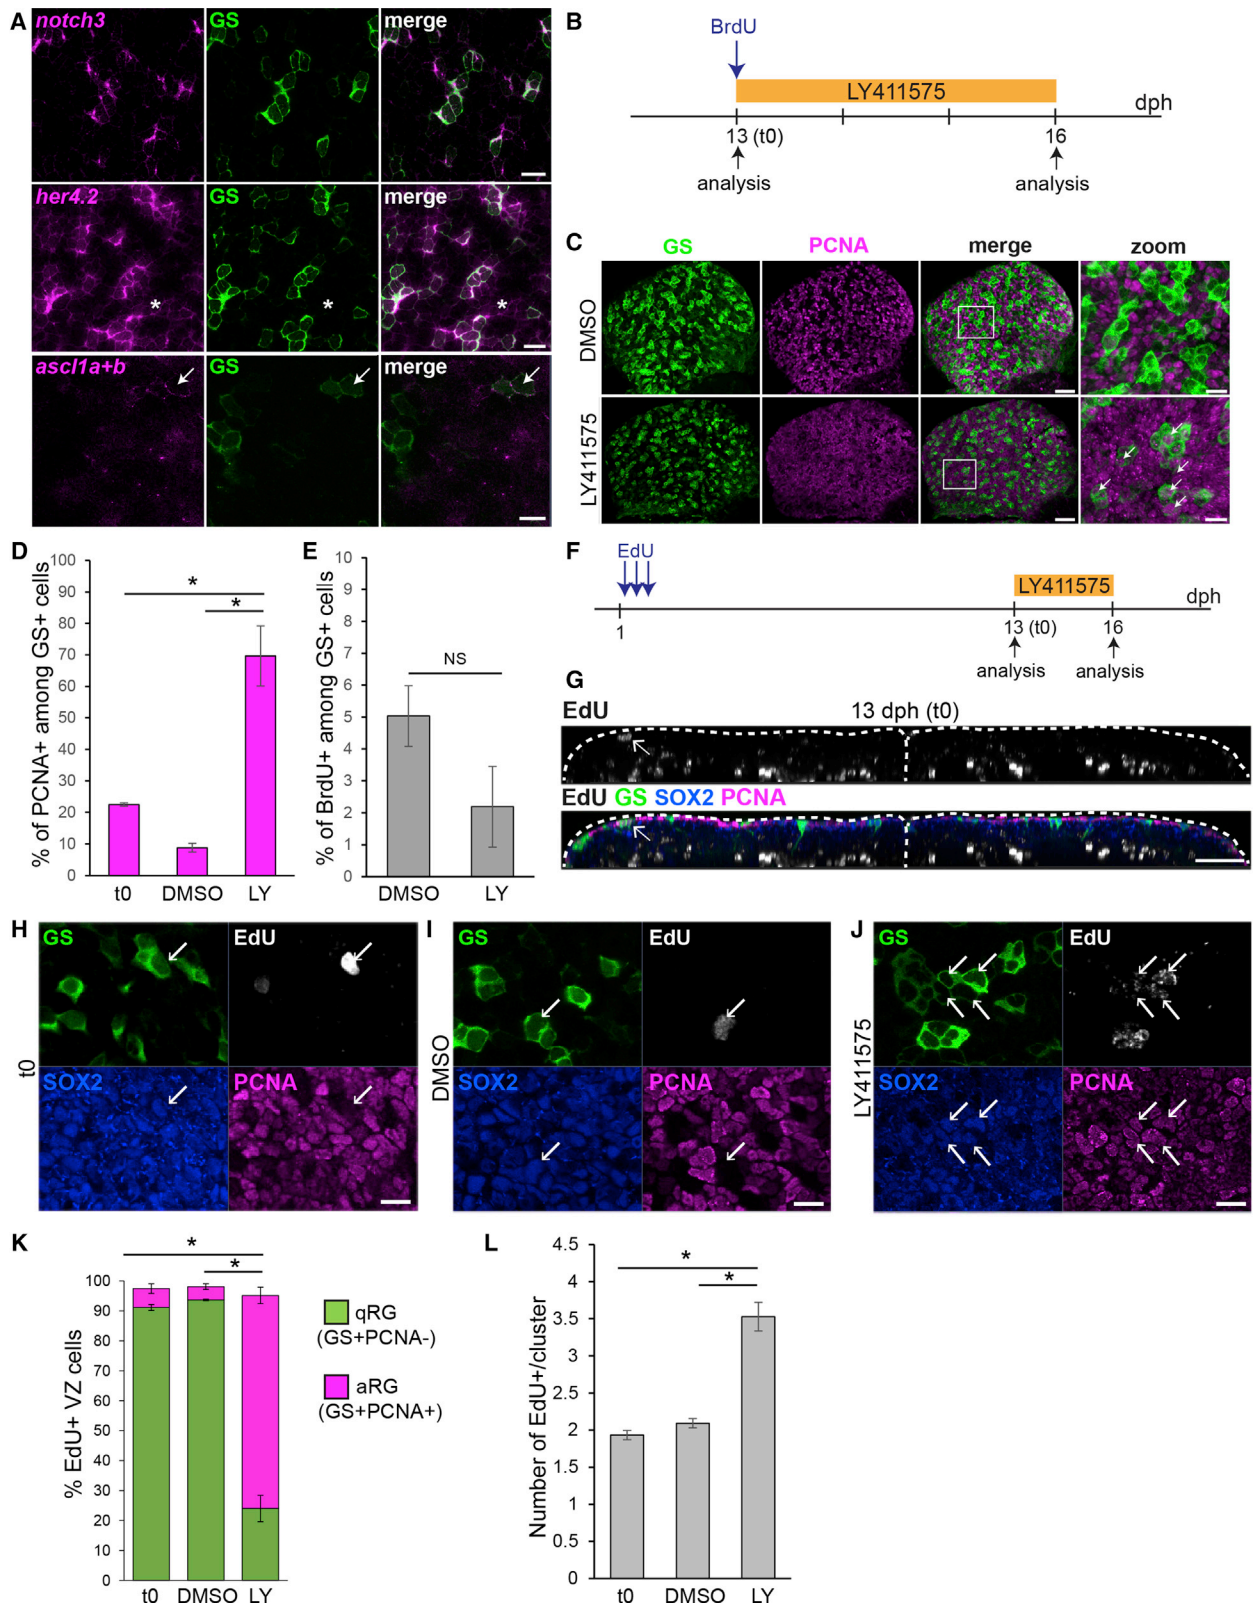 A
notch3 GS merge
her4.2 GS merge
* * *
ascl1a+b GS merge
B
BrdU
LY411575
dph
13 (t0) 16
analysis analysis
C
GS PCNA merge zoom
DMSO
LY411575
D
% of PCNA+ among GS+ cells
100
90
80
70
60
50
40
30
20
10
0
*
*
t0 DMSO LY
E
% of BrdU+ among GS+ cells
10
9
8
7
6
5
4
3
2
1
0
NS
DMSO LY
F
EdU
LY411575
dph
1 13 (t0) 16
analysis analysis
G
EdU 13 dph (t0)
EdU GS SOX2 PCNA
H
t0
GS EdU
SOX2 PCNA
I
DMSO
GS EdU
SOX2 PCNA
J
LY411575
GS EdU
SOX2 PCNA
K
% EdU+ VZ cells
100
90
80
70
60
50
40
30
20
10
0
*
*
t0 DMSO LY
qRG
(GS+PCNA-)
aRG
(GS+PCNA+)
L
Number of EdU+/cluster
4.5
4
3.5
3
2.5
2
1.5
1
0.5
0
*
*
t0 DMSO LY